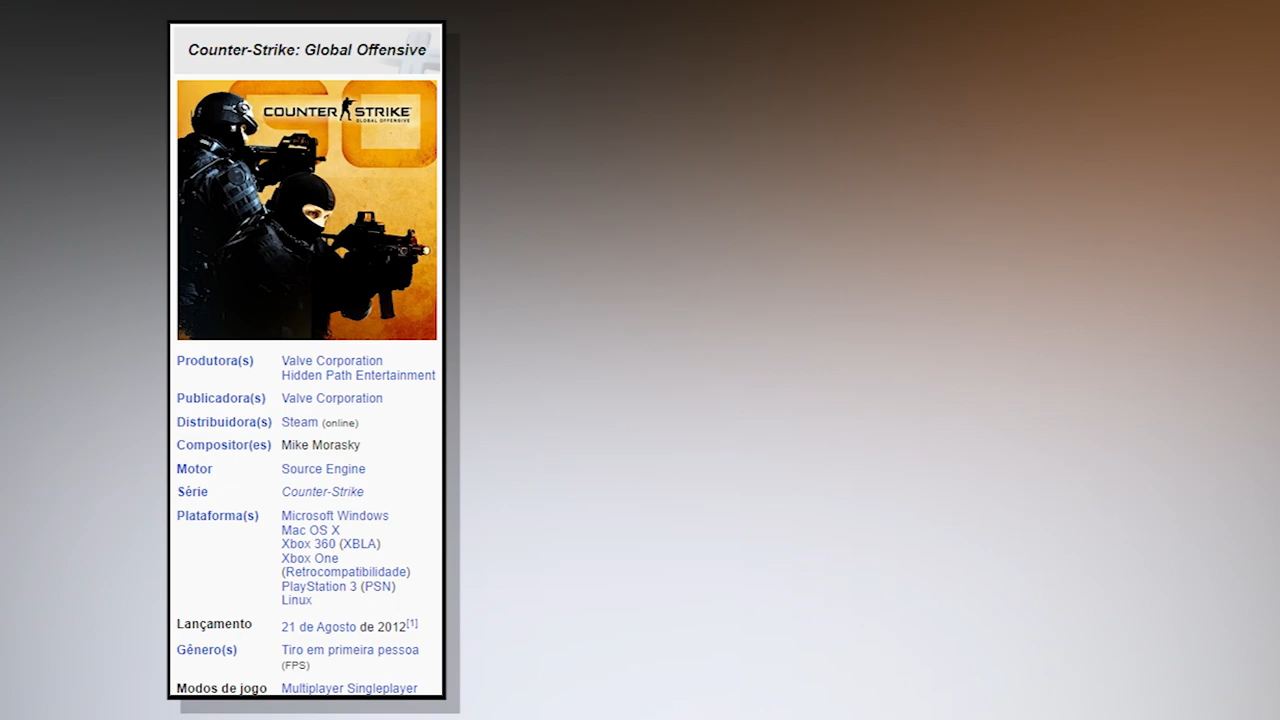 Counter-Strike: Global Offensive
COUNTER STRIKE
GLOBAL OFFENSIVE
Produtora(s) Valve Corporation
Hidden Path Entertainment
Publicadora(s) Valve Corporation
Distribuidora(s) Steam (online)
Compositor(es) Mike Morasky
Motor Source Engine
Série Counter-Strike
Plataforma(s) Microsoft Windows
Mac OS X
Xbox 360 (XBLA)
Xbox One
(Retrocompatibilidade)
PlayStation 3 (PSN)
Linux
Lançamento 21 de Agosto de 2012[1]
Gênero(s) Tiro em primeira pessoa
(FPS)
Modos de jogo Multiplayer Singleplayer